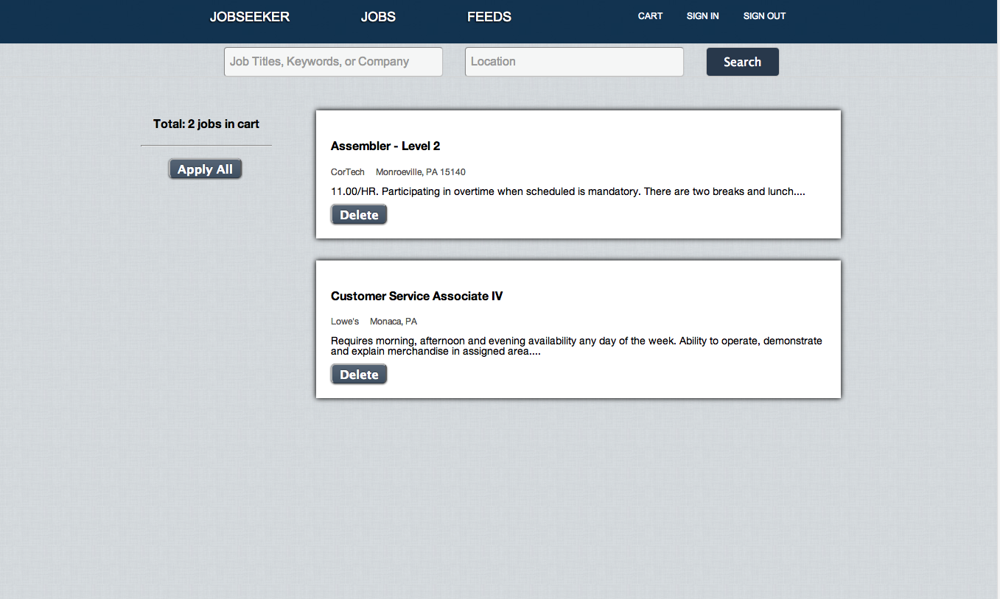 JOBSEEKER JOBS FEEDS CART SIGN IN SIGN OUT
Job Titles, Keywords, or Company Location Search
Total: 2 jobs in cart
Apply All
Assembler - Level 2
CorTech Monroeville, PA 15140
11.00/HR. Participating in overtime when scheduled is mandatory. There are two breaks and lunch....
Delete
Customer Service Associate IV
Lowe's Monaca, PA
Requires morning, afternoon and evening availability any day of the week. Ability to operate, demonstrate
and explain merchandise in assigned area....
Delete